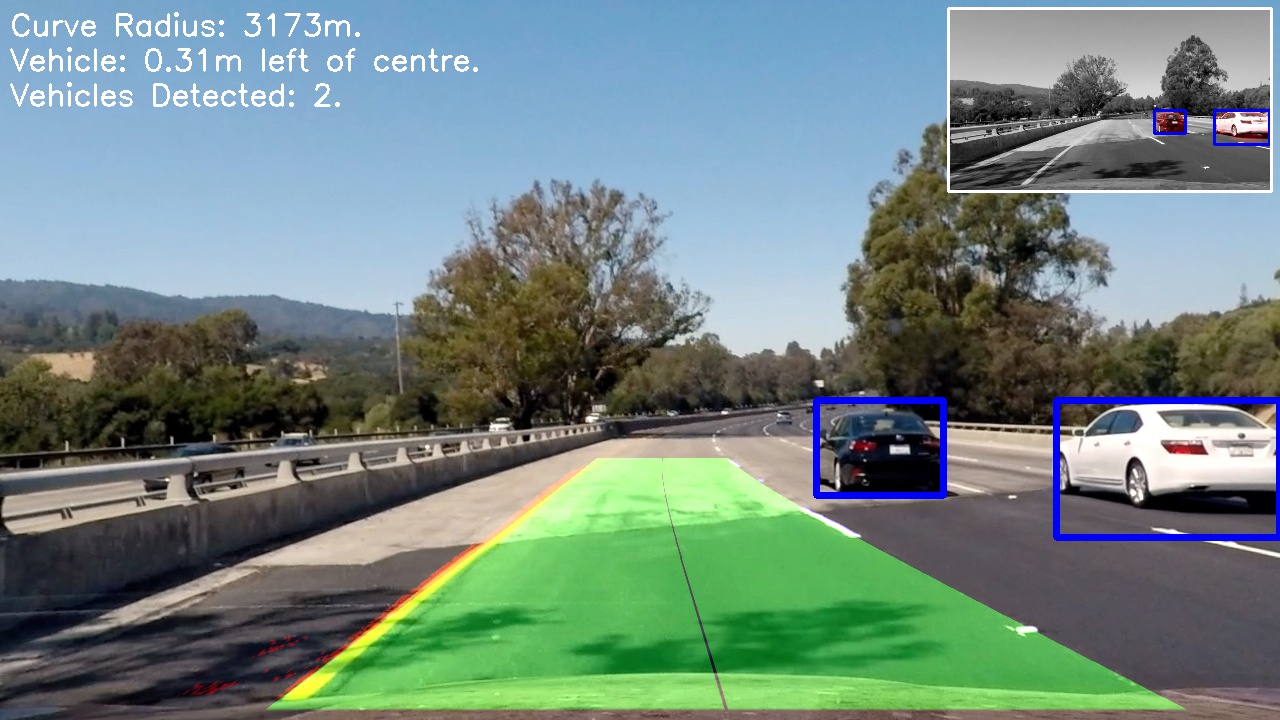 Curve Radius: 3173m.
Vehicle: 0.31m left of centre.
Vehicles Detected: 2.